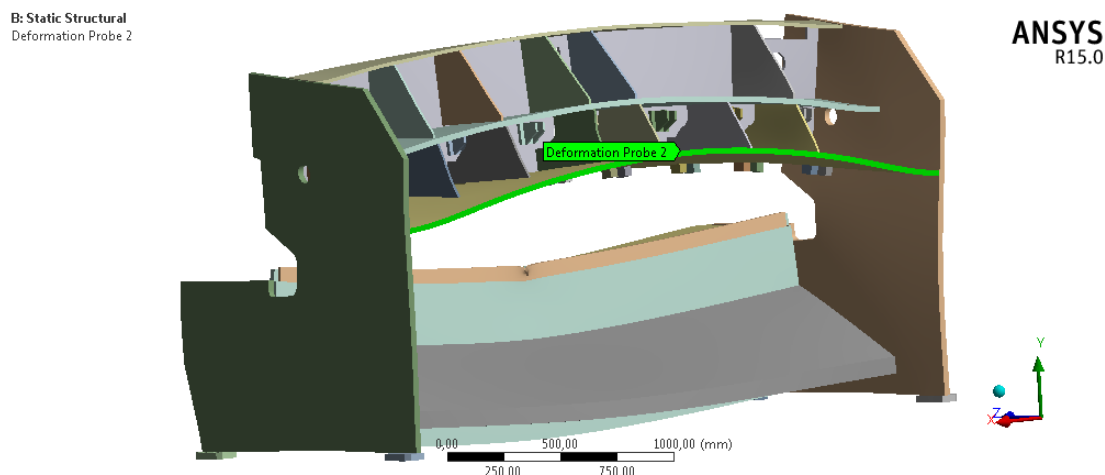 B: Static Structural
Deformation Probe 2
ANSYS
R15.0
Deformation Probe 2
Y
Z
X
0,00 500,00 1000,00 (mm)
250,00 750,00